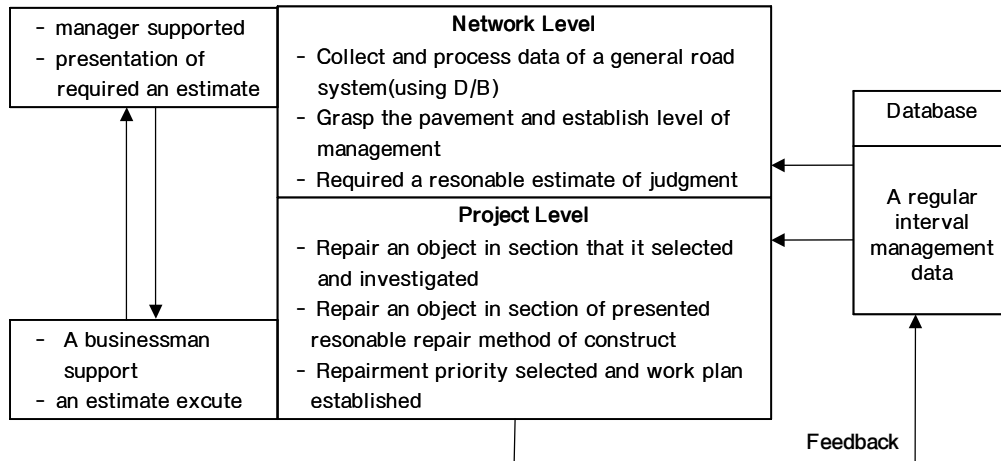 - manager supported
- presentation of
required an estimate
Network Level
- Collect and process data of a general road
system(using D/B)
- Grasp the pavement and establish level of
management
- Required a resonable estimate of judgment
Project Level
- Repair an object in section that it selected
and investigated
- Repair an object in section of presented
resonable repair method of construct
- Repairment priority selected and work plan
established
- A businessman
support
- an estimate excute
Database
A regular
interval
management
data
Feedback